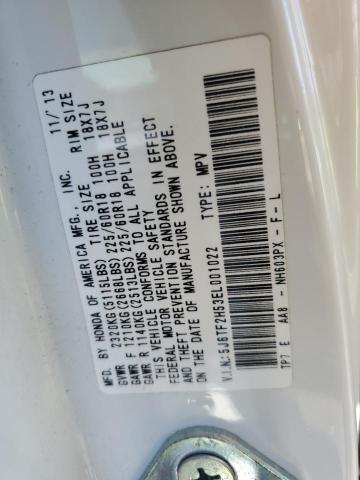 MFD. BY HONDA OF AMERICA MFG., INC. 11/13
GVWR 2320KG(5115LBS) TIRE SIZE RIM SIZE
GAWR F 1210KG(2668LBS) 225/60R18 100H 18X7J
GAWR R 1140KG(2513LBS) 225/60R18 100H 18X7J
THIS VEHICLE CONFORMS TO ALL APPLICABLE
FEDERAL MOTOR VEHICLE SAFETY AND
THEFT PREVENTION STANDARDS IN EFFECT
ON THE DATE OF MANUFACTURE SHOWN ABOVE.
V.I.N.:5J6TF2H53EL001022 TYPE: MPV
TP7 E AA8 - NH603PX - F - L